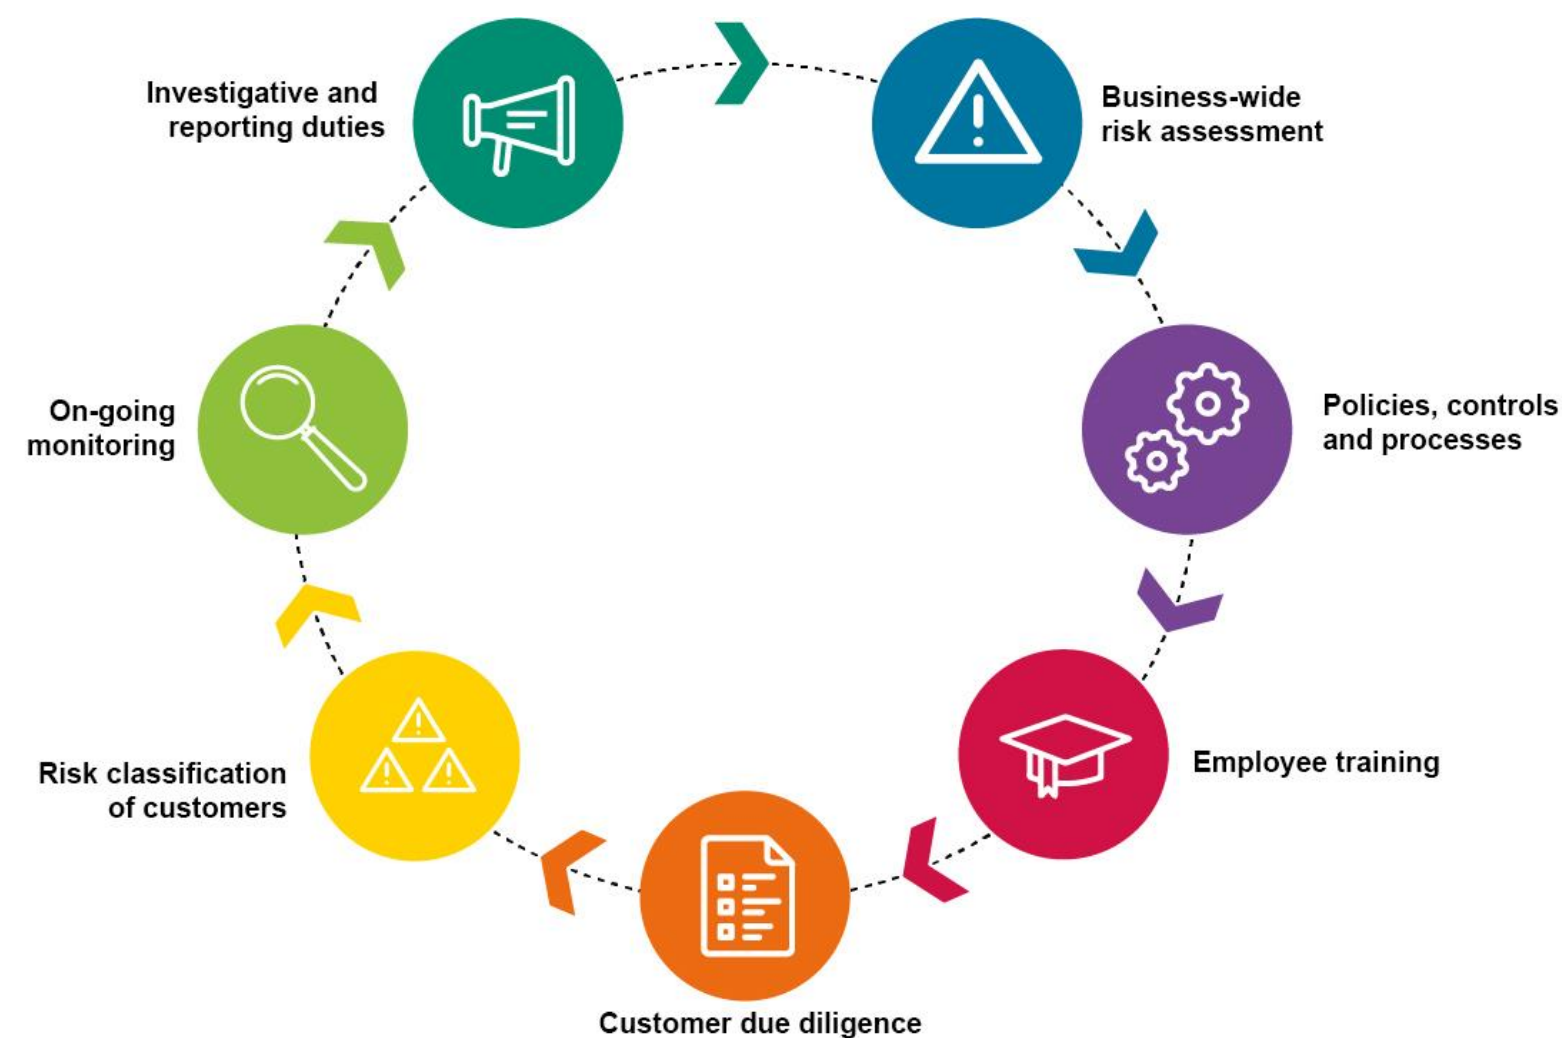 Investigative and
reporting duties
Business-wide
risk assessment
On-going
monitoring
Policies, controls
and processes
Risk classification
of customers
Employee training
Customer due diligence